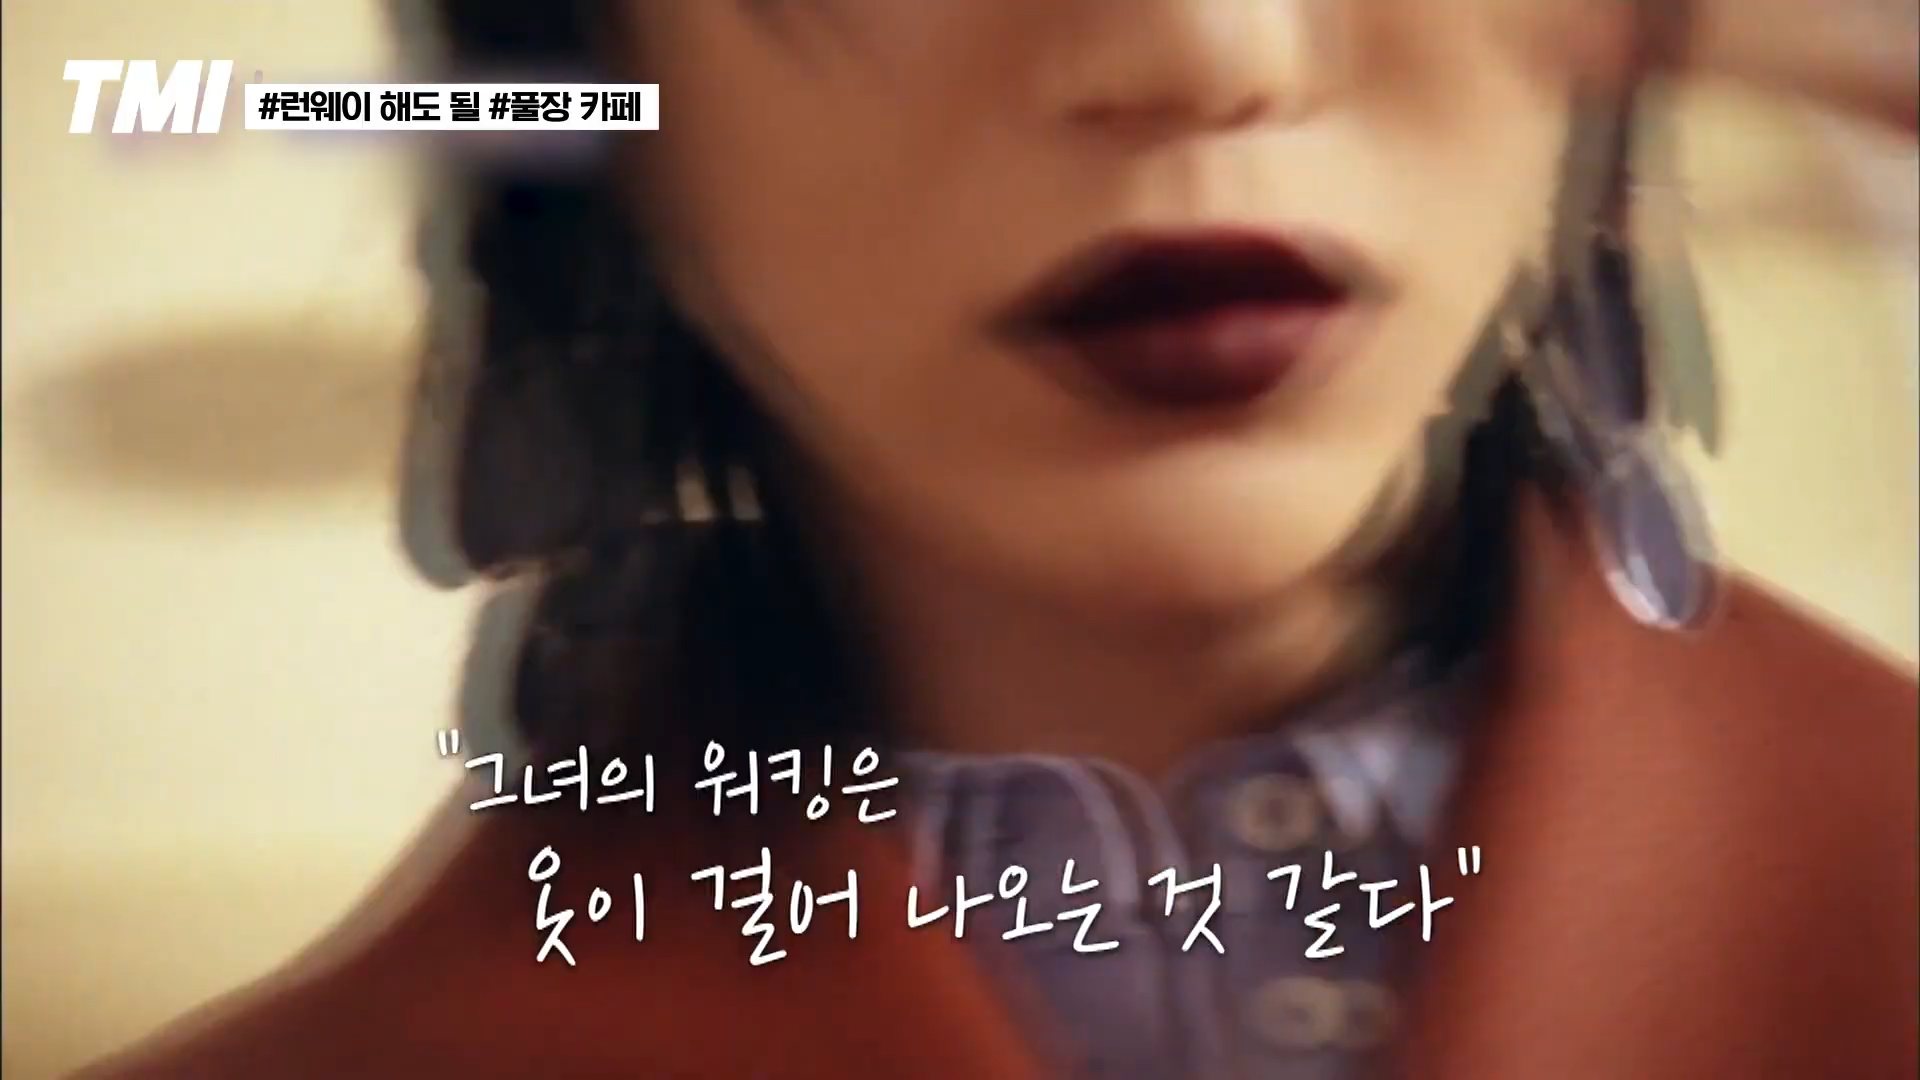 TMI
#런웨이 해도 될 #풀장 카페
"그녀의 워킹은
옷이 걸어 나오는 것 같다"